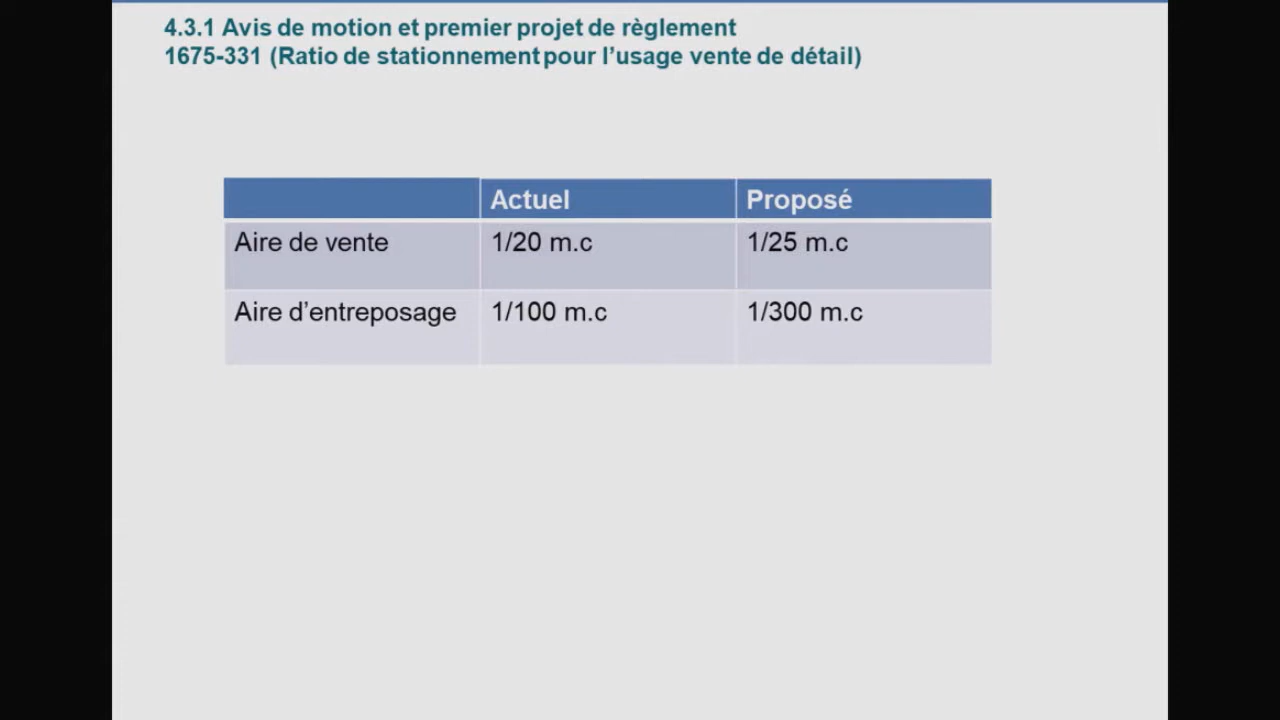 4.3.1 Avis de motion et premier projet de règlement
1675-331 (Ratio de stationnement pour l’usage vente de détail)
Actuel Proposé
Aire de vente 1/20 m.c 1/25 m.c
Aire d’entreposage 1/100 m.c 1/300 m.c